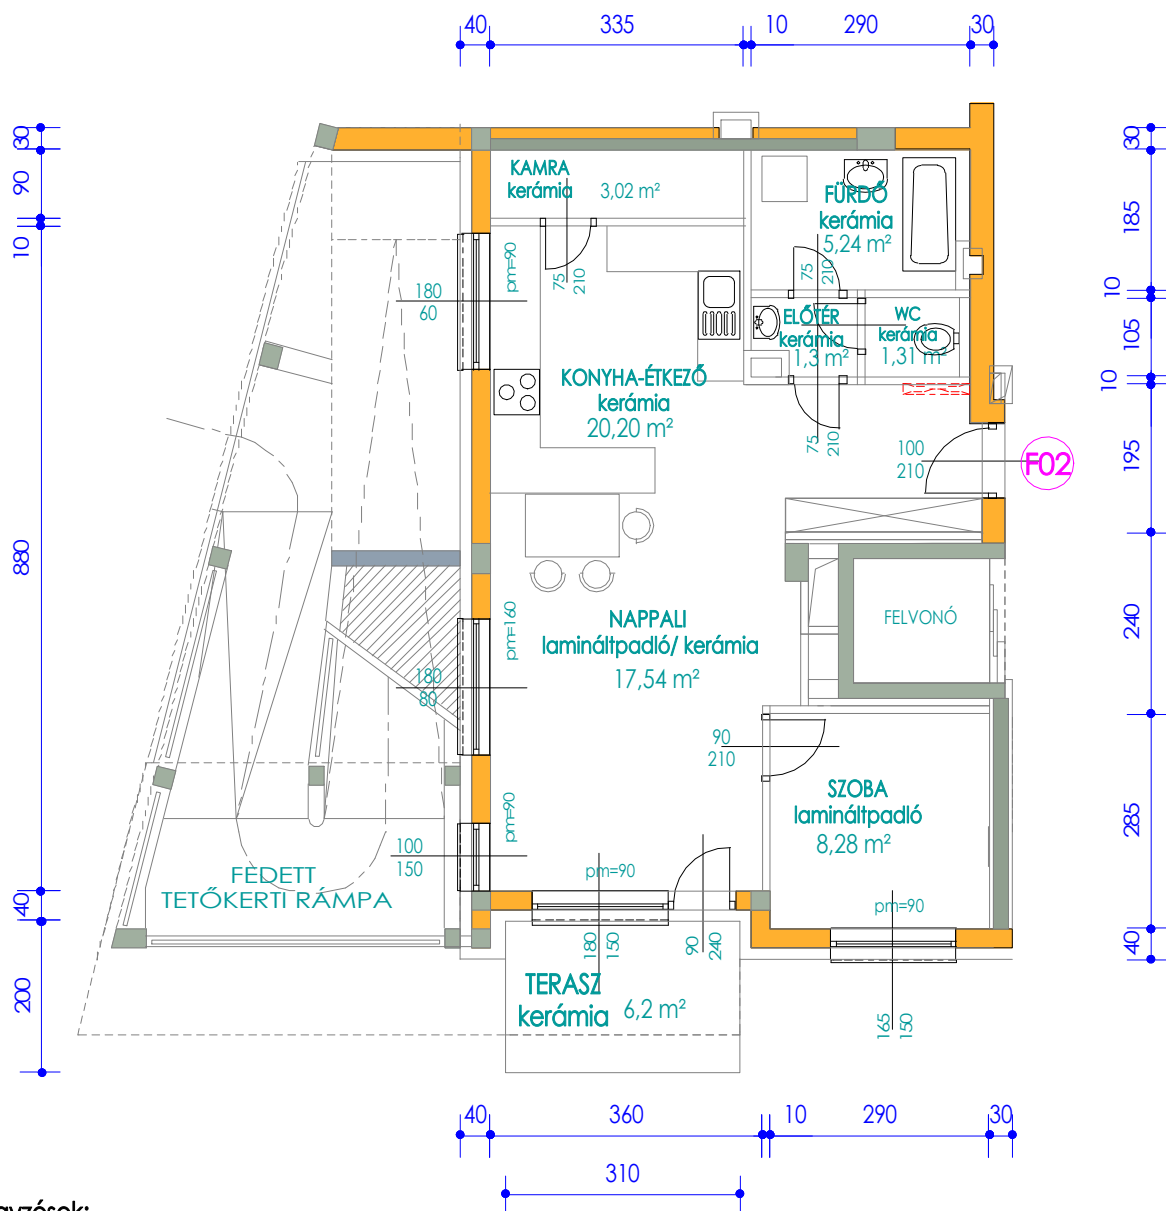 40 335 10 290 30
30
90
10
880
40
200
30
185
10
105
10
195
240
285
40
KAMRA
kerámia
3,02 m²
FÜRDŐ
kerámia
5,24 m²
pm=90
75
210
75
210
180
60
ELŐTÉR
kerámia
1,3 m²
WC
kerámia
1,31 m²
KONYHA-ÉTKEZŐ
kerámia
20,20 m²
75
210
100
210
F02
pm=160
NAPPALI
lamináltpadló/ kerámia
17,54 m²
FELVONÓ
180
80
90
210
SZOBA
lamináltpadló
8,28 m²
pm=90
100
150
FEDETT
TETŐKERTI RÁMPA
pm=90
pm=90
180
150
90
240
TERASZ
kerámia
6,2 m²
165
150
40 360 10 290 30
310